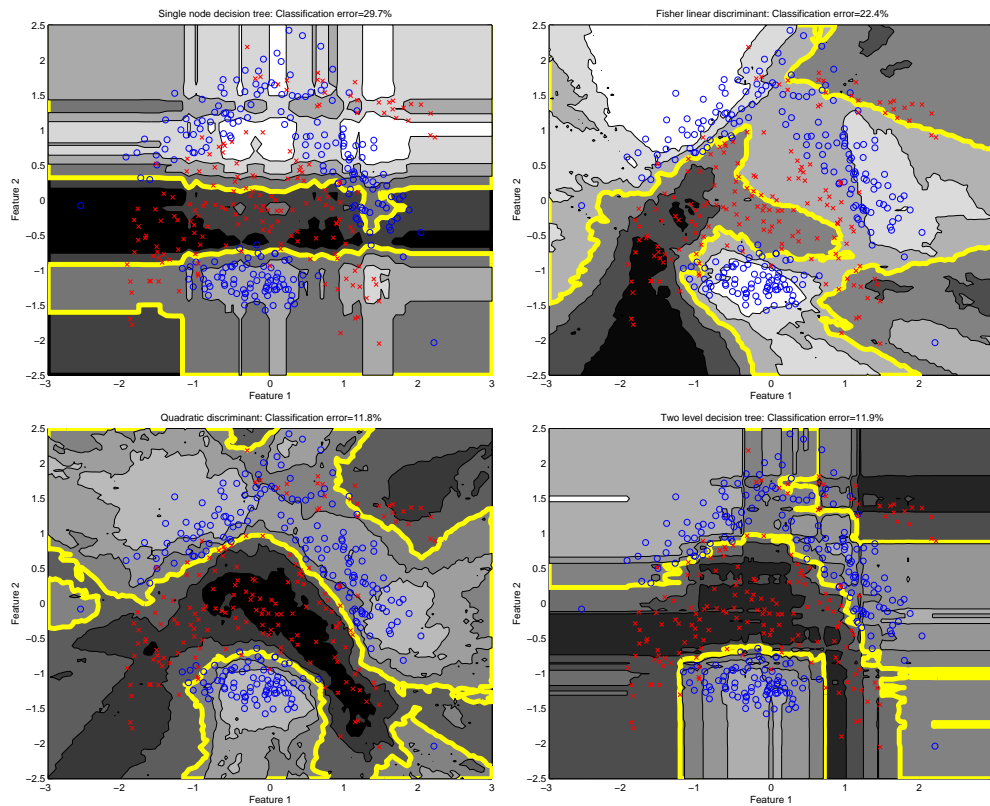 Single node decision tree: Classification error=29.7%
2.5
2
1.5
1
0.5
0
−0.5
−1
−1.5
−2
−2.5
Feature 2
−3 −2 −1 0 1 2 3
Feature 1
Fisher linear discriminant: Classification error=22.4%
2.5
2
1.5
1
0.5
0
−0.5
−1
−1.5
−2
−2.5
Feature 2
−3 −2 −1 0 1 2
Feature 1
Quadratic discriminant: Classification error=11.8%
2.5
2
1.5
1
0.5
0
−0.5
−1
−1.5
−2
−2.5
Feature 2
−3 −2 −1 0 1 2 3
Feature 1
Two level decision tree: Classification error=11.9%
2.5
2
1.5
1
0.5
0
−0.5
−1
−1.5
−2
−2.5
Feature 2
−3 −2 −1 0 1 2
Feature 1